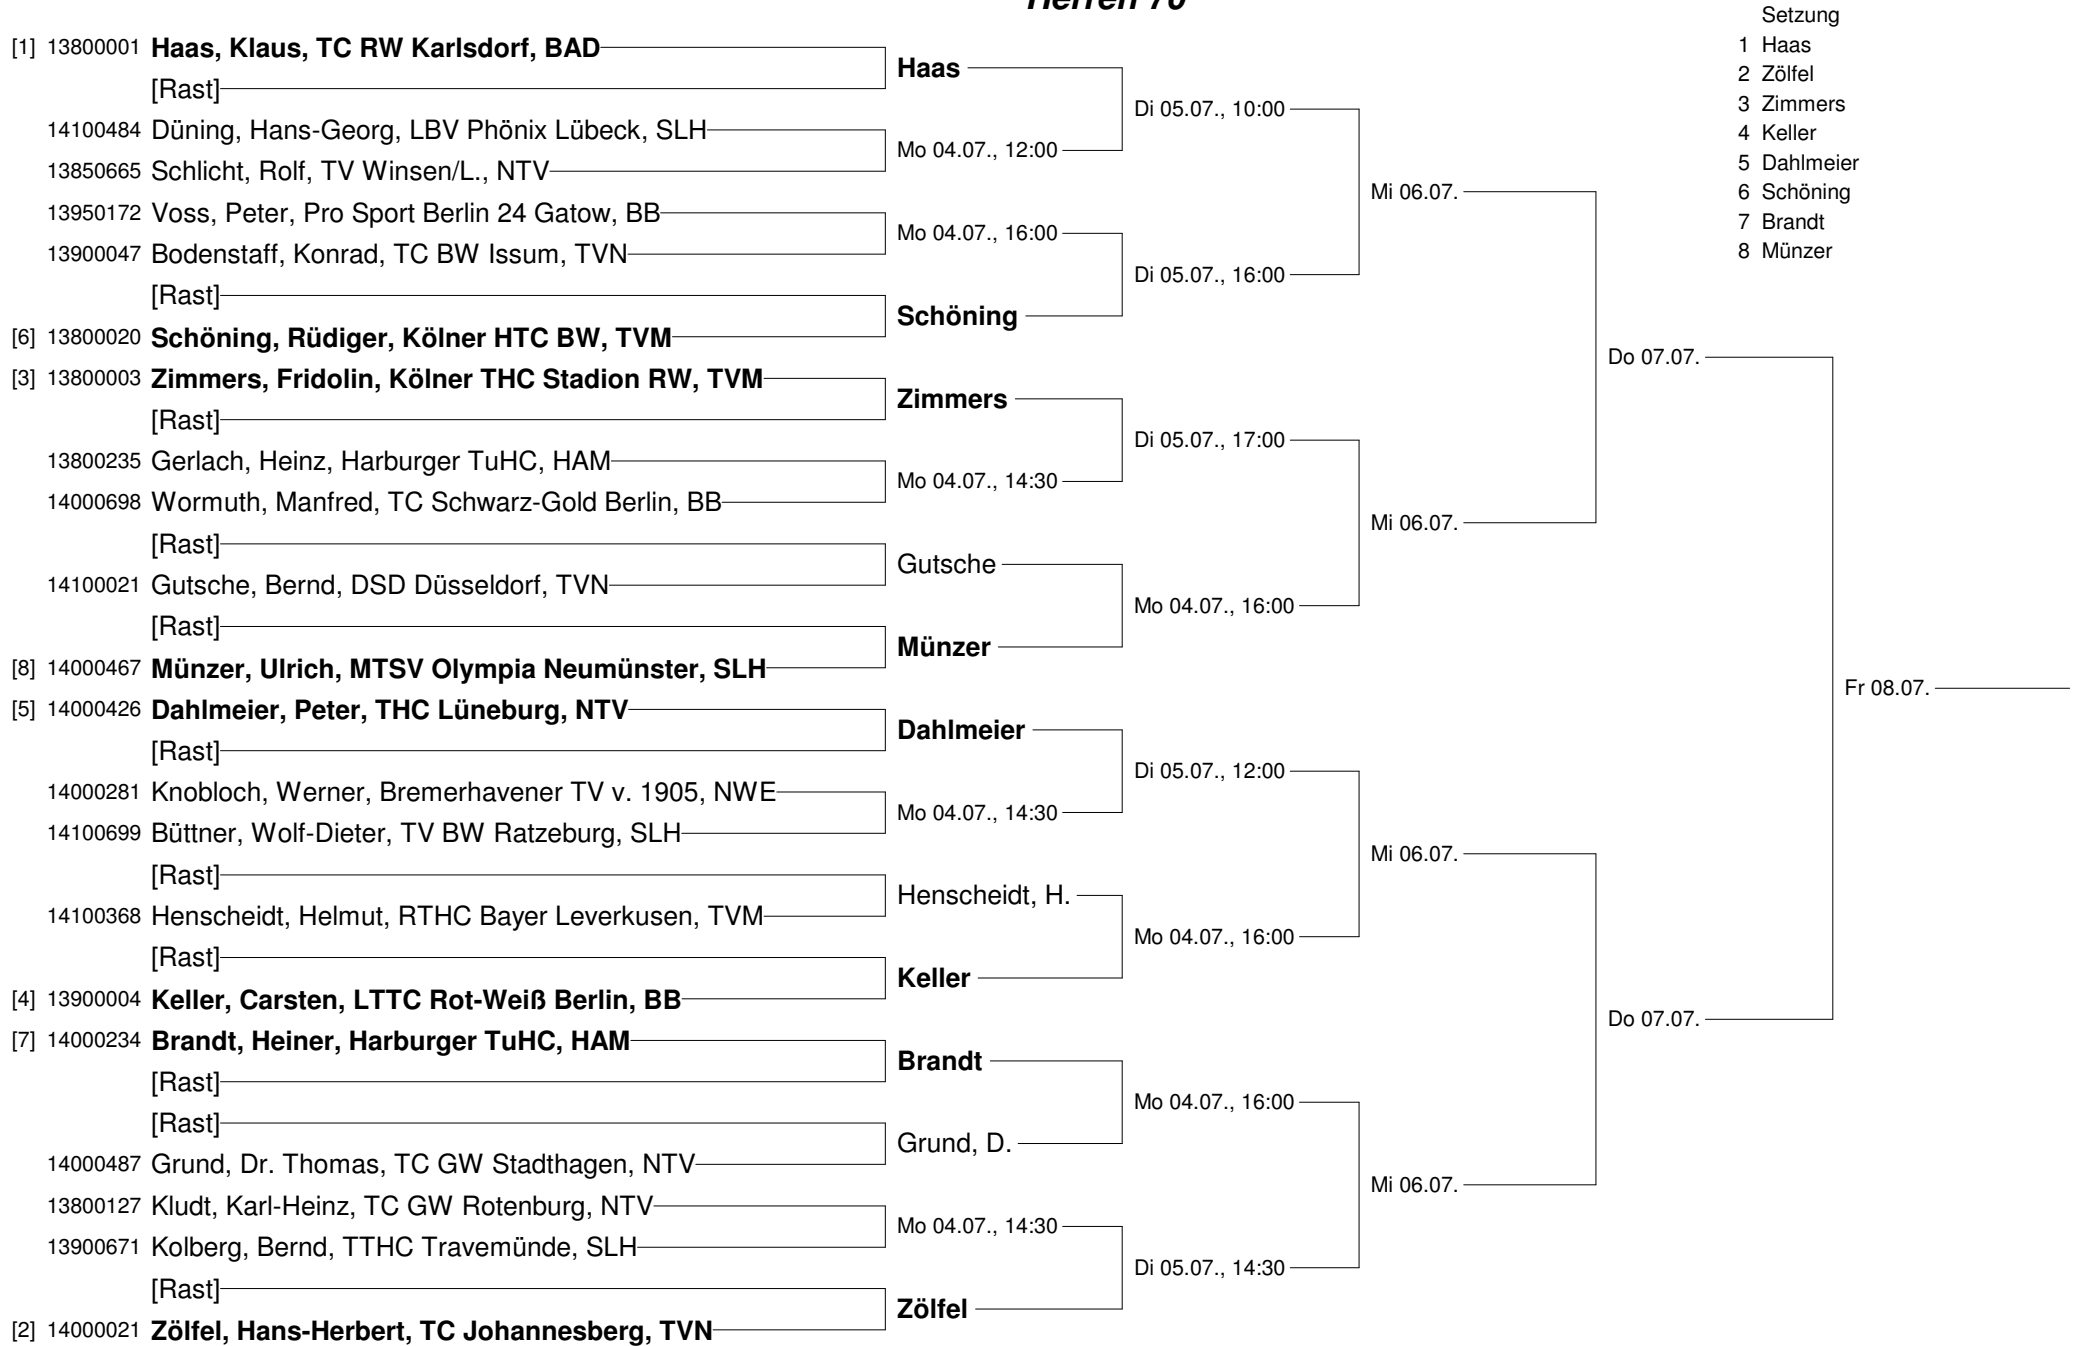 Herren 70
Setzung
1 Haas
2 Zölfel
3 Zimmers
4 Keller
5 Dahlmeier
6 Schöning
7 Brandt
8 Münzer
[1] 13800001 Haas, Klaus, TC RW Karlsdorf, BAD
[Rast]
14100484 Düning, Hans-Georg, LBV Phönix Lübeck, SLH
13850665 Schlicht, Rolf, TV Winsen/L., NTV
13950172 Voss, Peter, Pro Sport Berlin 24 Gatow, BB
13900047 Bodenstaff, Konrad, TC BW Issum, TVN
[Rast]
[6] 13800020 Schöning, Rüdiger, Kölner HTC BW, TVM
[3] 13800003 Zimmers, Fridolin, Kölner THC Stadion RW, TVM
[Rast]
13800235 Gerlach, Heinz, Harburger TuHC, HAM
14000698 Wormuth, Manfred, TC Schwarz-Gold Berlin, BB
[Rast]
14100021 Gutsche, Bernd, DSD Düsseldorf, TVN
[Rast]
[8] 14000467 Münzer, Ulrich, MTSV Olympia Neumünster, SLH
[5] 14000426 Dahlmeier, Peter, THC Lüneburg, NTV
[Rast]
14000281 Knobloch, Werner, Bremerhavener TV v. 1905, NWE
14100699 Büttner, Wolf-Dieter, TV BW Ratzeburg, SLH
[Rast]
14100368 Henscheidt, Helmut, RTHC Bayer Leverkusen, TVM
[Rast]
[4] 13900004 Keller, Carsten, LTTC Rot-Weiß Berlin, BB
[7] 14000234 Brandt, Heiner, Harburger TuHC, HAM
[Rast]
[Rast]
14000487 Grund, Dr. Thomas, TC GW Stadthagen, NTV
13800127 Kludt, Karl-Heinz, TC GW Rotenburg, NTV
13900671 Kolberg, Bernd, TTHC Travemünde, SLH
[Rast]
[2] 14000021 Zölfel, Hans-Herbert, TC Johannesberg, TVN
Haas
Mo 04.07., 12:00
Mo 04.07., 16:00
Schöning
Zimmers
Mo 04.07., 14:30
Gutsche
Münzer
Dahlmeier
Mo 04.07., 14:30
Henscheidt, H.
Keller
Brandt
Grund, D.
Mo 04.07., 14:30
Zölfel
Di 05.07., 10:00
Di 05.07., 16:00
Di 05.07., 17:00
Mo 04.07., 16:00
Di 05.07., 12:00
Mo 04.07., 16:00
Mo 04.07., 16:00
Di 05.07., 14:30
Mi 06.07.
Mi 06.07.
Mi 06.07.
Mi 06.07.
Do 07.07.
Do 07.07.
Fr 08.07.